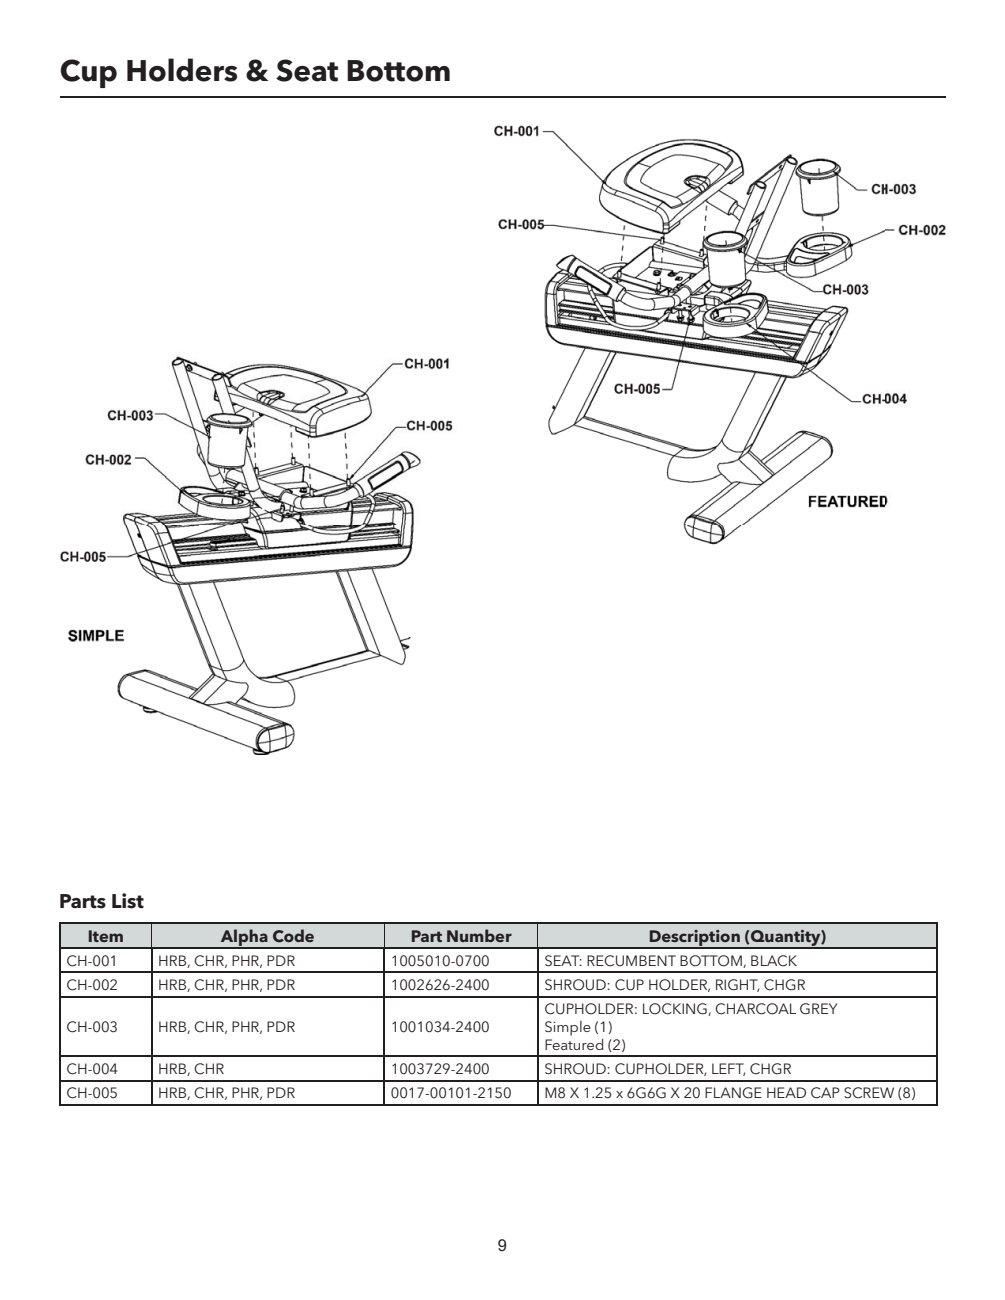 Cup Holders & Seat Bottom
CH-001
CH-003
CH-005
CH-002
CH-003
CH-005
CH-004
FEATURED
CH-001
CH-003
CH-005
CH-002
CH-005
SIMPLE
Parts List
Item Alpha Code Part Number Description (Quantity)
CH-001 HRB, CHR, PHR, PDR 1005010-0700 SEAT: RECUMBENT BOTTOM, BLACK
CH-002 HRB, CHR, PHR, PDR 1002626-2400 SHROUD: CUP HOLDER, RIGHT, CHGR
CH-003 HRB, CHR, PHR, PDR 1001034-2400 CUPHOLDER: LOCKING, CHARCOAL GREY
Simple (1)
Featured (2)
CH-004 HRB, CHR 1003729-2400 SHROUD: CUPHOLDER, LEFT, CHGR
CH-005 HRB, CHR, PHR, PDR 0017-00101-2150 M8 X 1.25 x 6G6G X 20 FLANGE HEAD CAP SCREW (8)
9